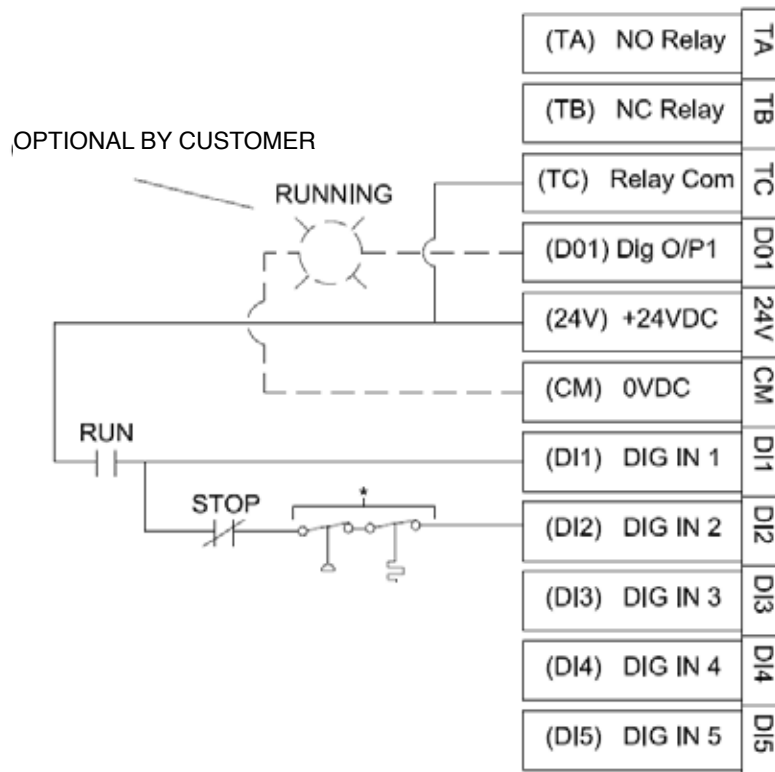 (TA) NO Relay TA
(TB) NC Relay TB
OPTIONAL BY CUSTOMER
(TC) Relay Com TC
RUNNING
(D01) Dig O/P1 D01
(24V) +24VDC 24V
(CM) 0VDC CM
RUN
(DI1) DIG IN 1 DI1
STOP
*
(DI2) DIG IN 2 DI2
(DI3) DIG IN 3 DI3
(DI4) DIG IN 4 DI4
(DI5) DIG IN 5 DI5